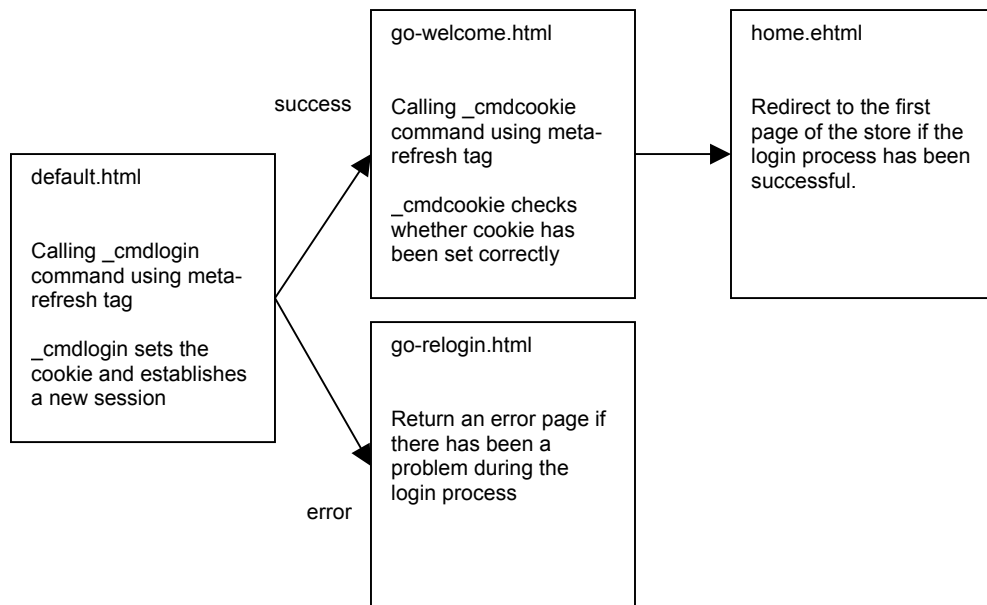 default.html
Calling _cmdlogin
command using meta-
refresh tag
_cmdlogin sets the
cookie and establishes
a new session
success
go-welcome.html
Calling _cmdcookie
command using meta-
refresh tag
_cmdcookie checks
whether cookie has
been set correctly
home.ehtml
Redirect to the first
page of the store if the
login process has been
successful.
error
go-relogin.html
Return an error page if
there has been a
problem during the
login process